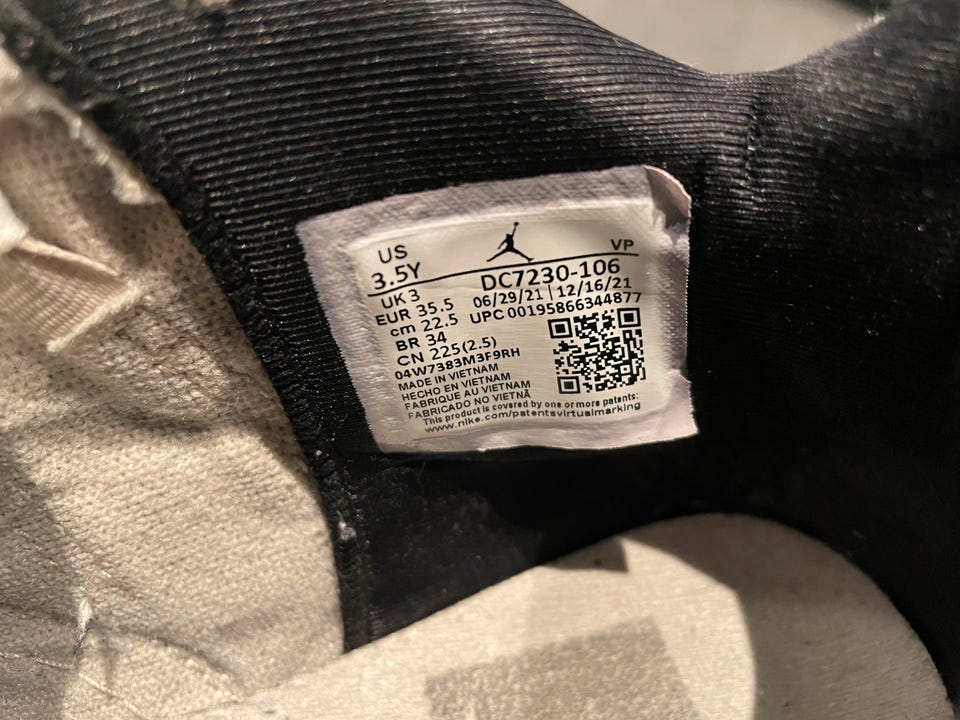 US
3.5Y
VP
DC7230-106
UK 3
06/29/21 | 12/16/21
EUR 35.5
UPC 00195866344877
cm 22.5
BR 34
CN 225(2.5)
04W7383M3F9RH
MADE IN VIETNAM
HECHO EN VIETNAM
FABRIQUE AU VIETNAM
FABRICADO NO VIETNÃ
This product is covered by one or more patents:
www.nike.com/patentsvirtualmarking